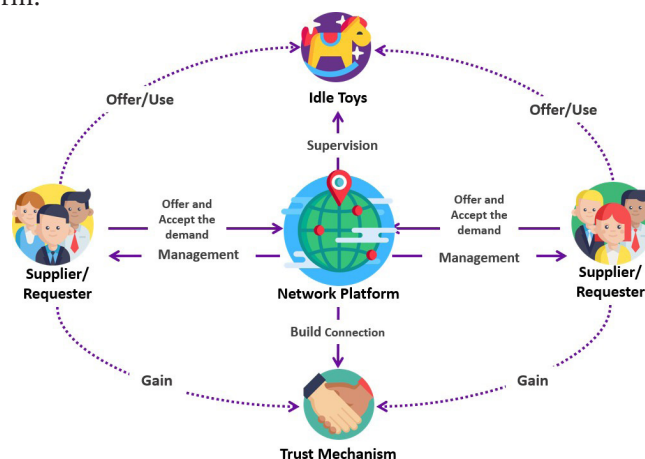 Idle Toys
Offer/Use
Offer/Use
Supervision
Offer and
Accept the
demand
Offer and
Accept the
demand
Management
Management
Supplier/
Requester
Network Platform
Supplier/
Requester
Build Connection
Gain
Gain
Trust Mechanism